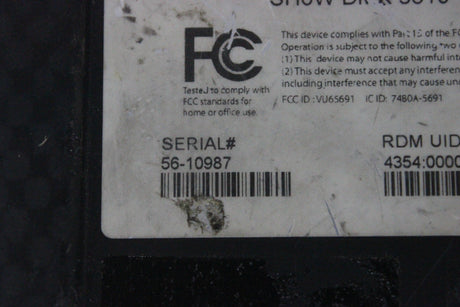 This device complies with Part 15 of the FC
Operation is subject to the following two
(1) This device may not cause harmful inte
(2) This device must accept any interferen
including interference that may cause un
FC
Tested to comply with
FCC standards for
home or office use.
FCC ID: VU65691 IC ID: 7480A-5691
SERIAL#
56-10987
RDM UID
4354:0000